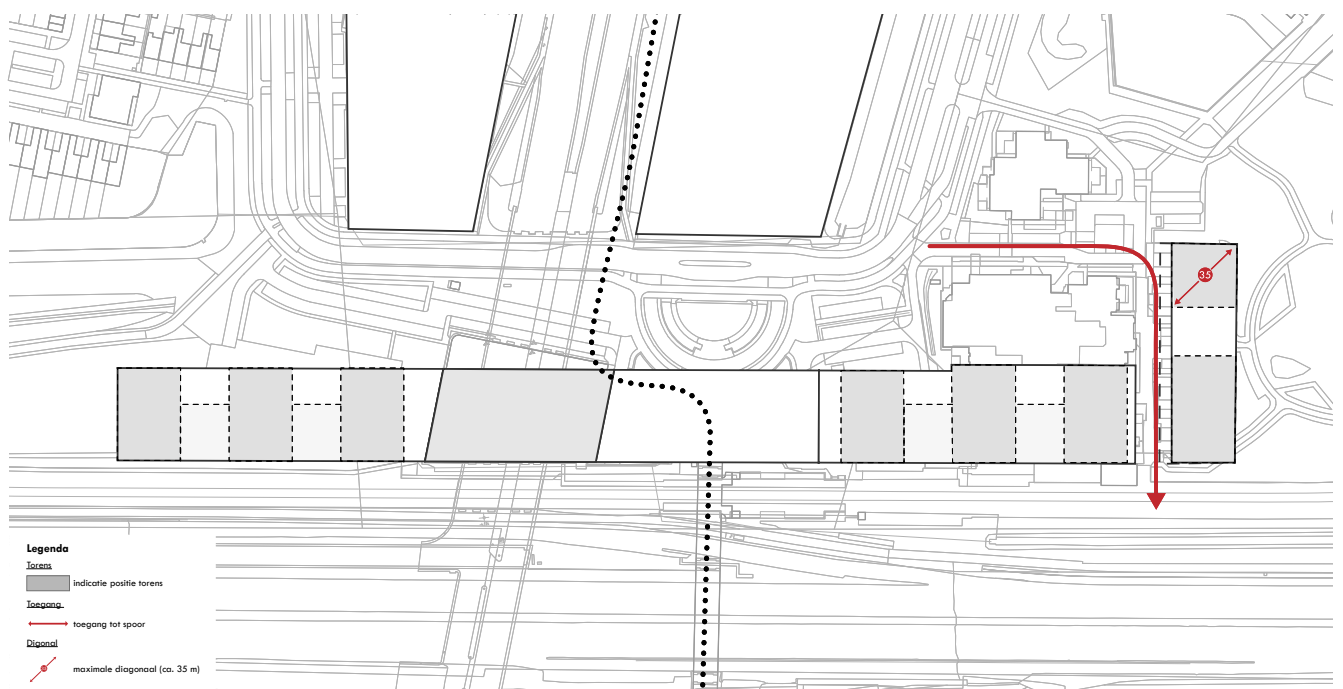 35
Legenda
Torens
indicatie positie torens
Toegang
toegang tot spoor
Digonal
maximale diagonaal (ca. 35 m)